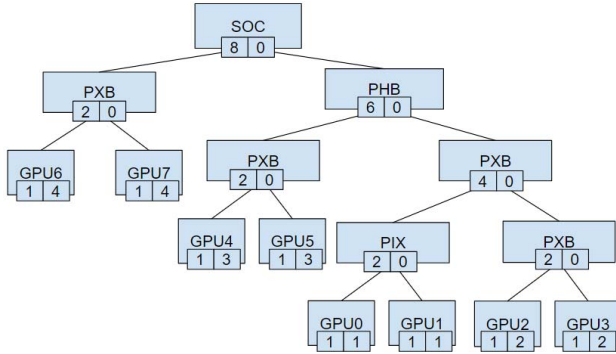 SOC
8 0
PXB
2 0
PHB
6 0
GPU6
1 4
GPU7
1 4
PXB
2 0
PXB
4 0
GPU4
1 3
GPU5
1 3
PIX
2 0
PXB
2 0
GPU0
1 1
GPU1
1 1
GPU2
1 2
GPU3
1 2